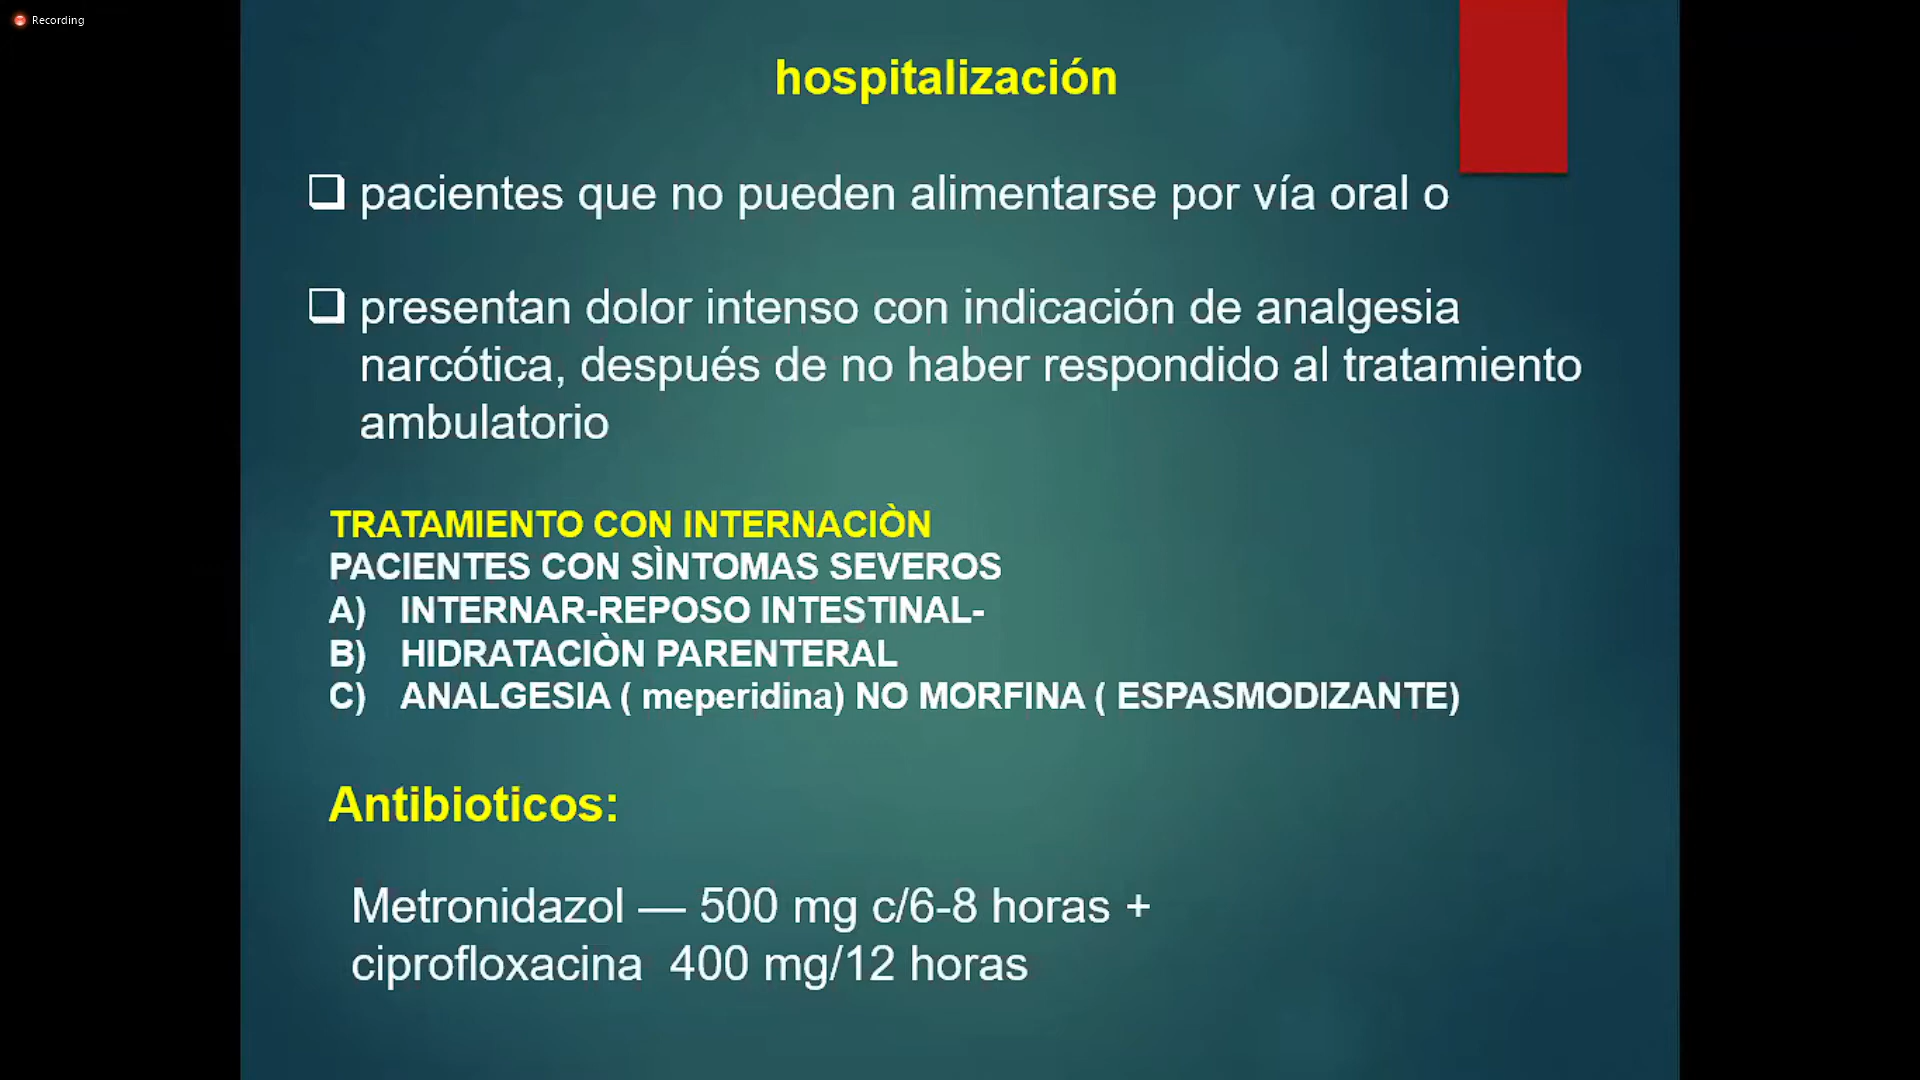 Recording
hospitalización
❑ pacientes que no pueden alimentarse por vía oral o
❑ presentan dolor intenso con indicación de analgesia
narcótica, después de no haber respondido al tratamiento
ambulatorio
TRATAMIENTO CON INTERNACIÒN
PACIENTES CON SÌNTOMAS SEVEROS
A) INTERNAR-REPOSO INTESTINAL-
B) HIDRATACIÒN PARENTERAL
C) ANALGESIA ( meperidina) NO MORFINA ( ESPASMODIZANTE)
Antibioticos:
Metronidazol — 500 mg c/6-8 horas +
ciprofloxacina 400 mg/12 horas